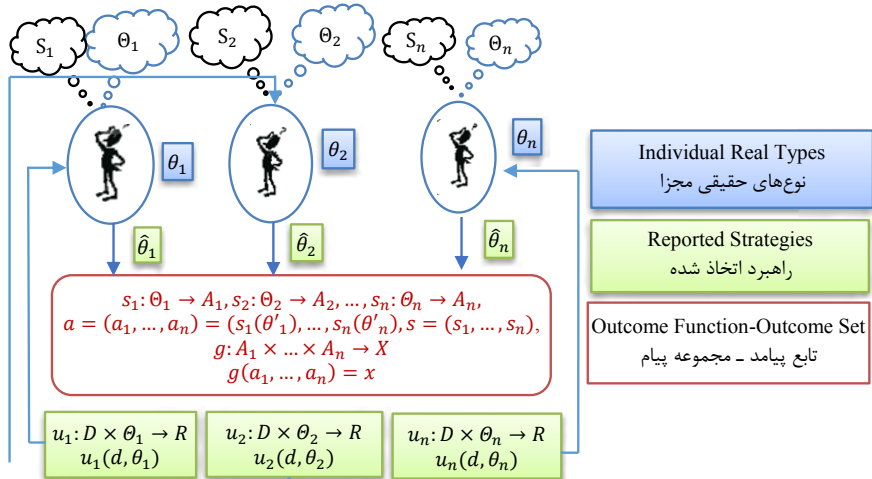 S₁
Θ₁
S₂
Θ₂
Sₙ
Θₙ
θ₁
θ₂
θₙ
θ̂₁
θ̂₂
θ̂ₙ
s₁: Θ₁ → A₁, s₂: Θ₂ → A₂, ..., sₙ: Θₙ → Aₙ,
a = (a₁, ..., aₙ) = (s₁(θ'₁), ..., sₙ(θ'ₙ), s = (s₁, ..., sₙ),
g: A₁ × ... × Aₙ → X
g(a₁, ..., aₙ) = x
u₁: D × Θ₁ → R
u₁(d, θ₁)
u₂: D × Θ₂ → R
u₂(d, θ₂)
uₙ: D × Θₙ → R
uₙ(d, θₙ)
Individual Real Types
نوع‌های حقیقی مجزا
Reported Strategies
راهبرد اتخاذ شده
Outcome Function-Outcome Set
تابع پیامد ـ مجموعه پیام